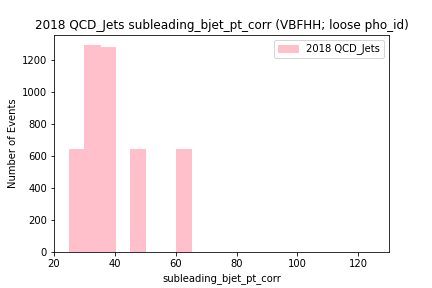 2018 QCD_Jets subleading_bjet_pt_corr (VBFHH; loose pho_id)
2018 QCD_Jets
Number of Events
1200
1000
800
600
400
200
0
20 40 60 80 100 120
subleading_bjet_pt_corr